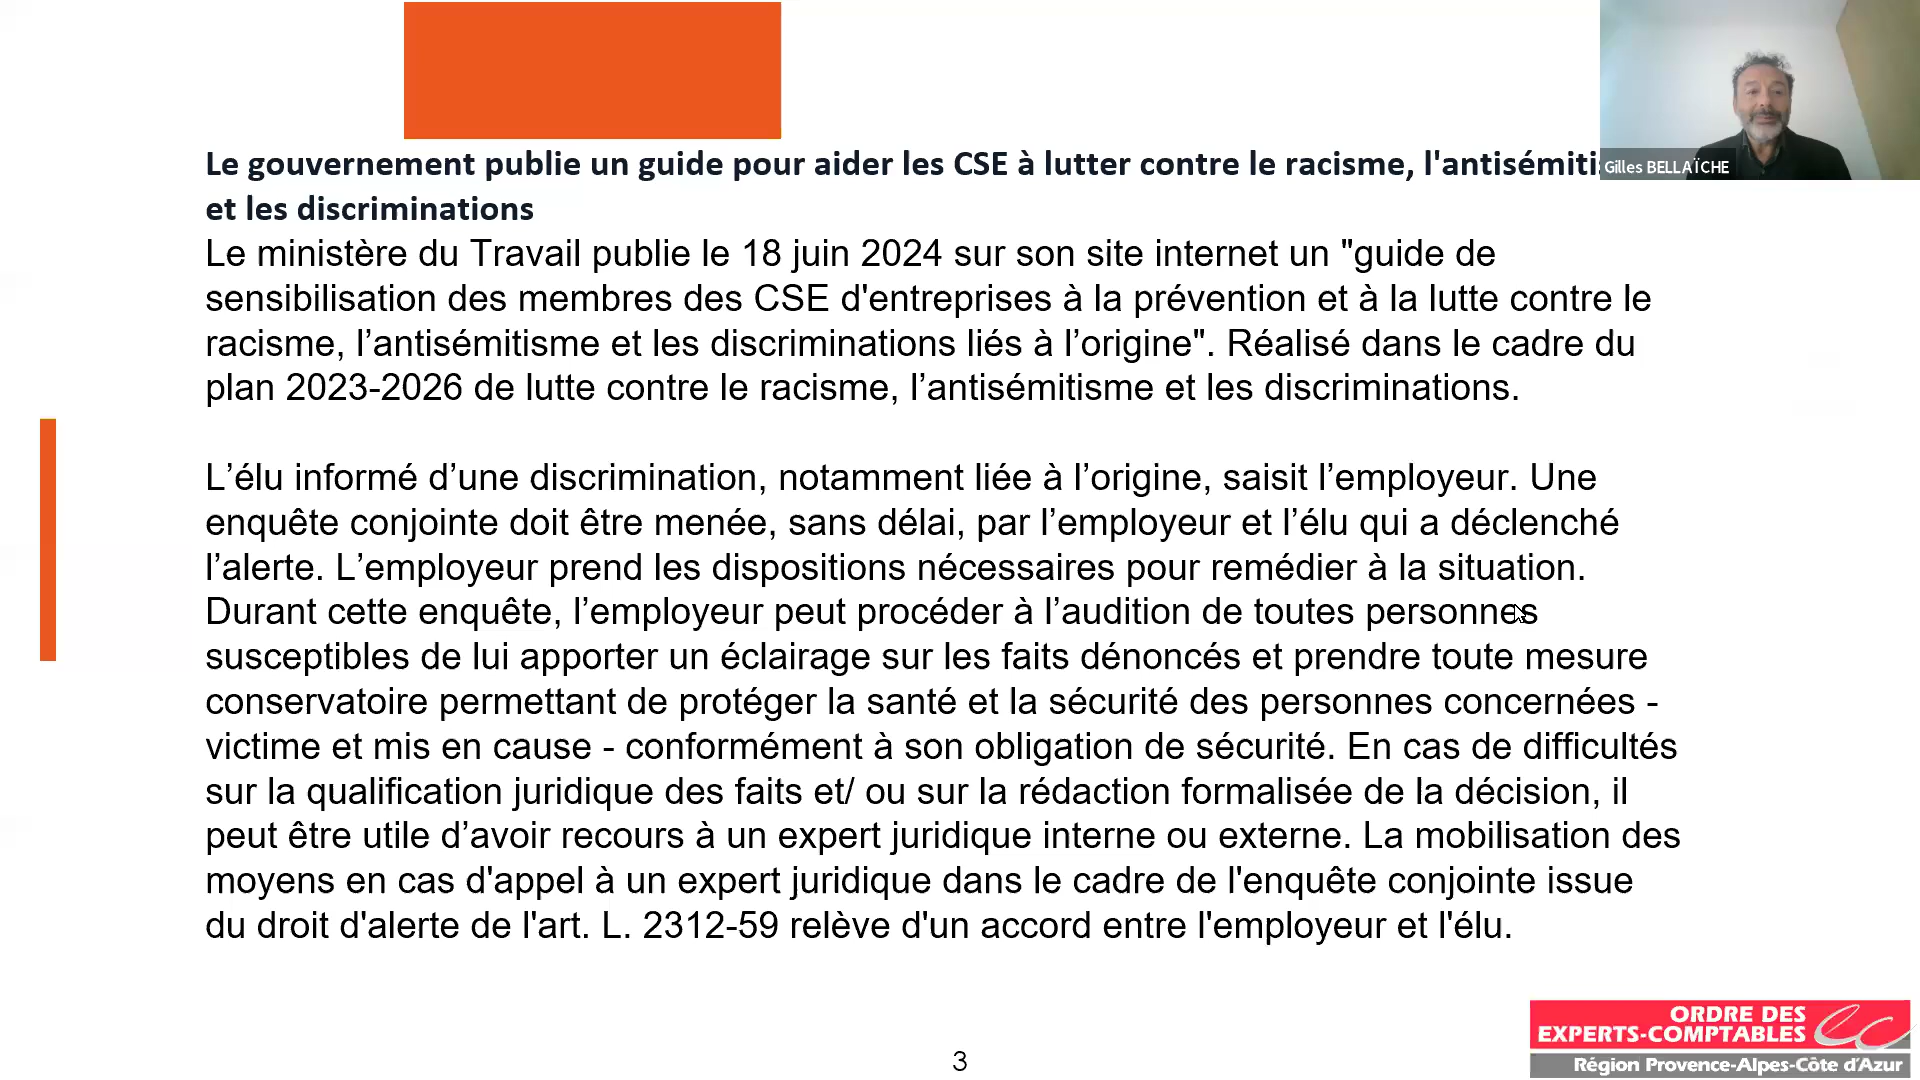 Le gouvernement publie un guide pour aider les CSE à lutter contre le racisme, l'antisémiti
et les discriminations
Le ministère du Travail publie le 18 juin 2024 sur son site internet un "guide de
sensibilisation des membres des CSE d'entreprises à la prévention et à la lutte contre le
racisme, l’antisémitisme et les discriminations liés à l’origine". Réalisé dans le cadre du
plan 2023-2026 de lutte contre le racisme, l’antisémitisme et les discriminations.
L’élu informé d’une discrimination, notamment liée à l’origine, saisit l’employeur. Une
enquête conjointe doit être menée, sans délai, par l’employeur et l’élu qui a déclenché
l’alerte. L’employeur prend les dispositions nécessaires pour remédier à la situation.
Durant cette enquête, l’employeur peut procéder à l’audition de toutes personnes
susceptibles de lui apporter un éclairage sur les faits dénoncés et prendre toute mesure
conservatoire permettant de protéger la santé et la sécurité des personnes concernées -
victime et mis en cause - conformément à son obligation de sécurité. En cas de difficultés
sur la qualification juridique des faits et/ ou sur la rédaction formalisée de la décision, il
peut être utile d’avoir recours à un expert juridique interne ou externe. La mobilisation des
moyens en cas d'appel à un expert juridique dans le cadre de l'enquête conjointe issue
du droit d'alerte de l'art. L. 2312-59 relève d'un accord entre l'employeur et l'élu.
Gilles BELLAÏCHE
3
ORDRE DES
EXPERTS-COMPTABLES
Région Provence-Alpes-Côte d'Azur